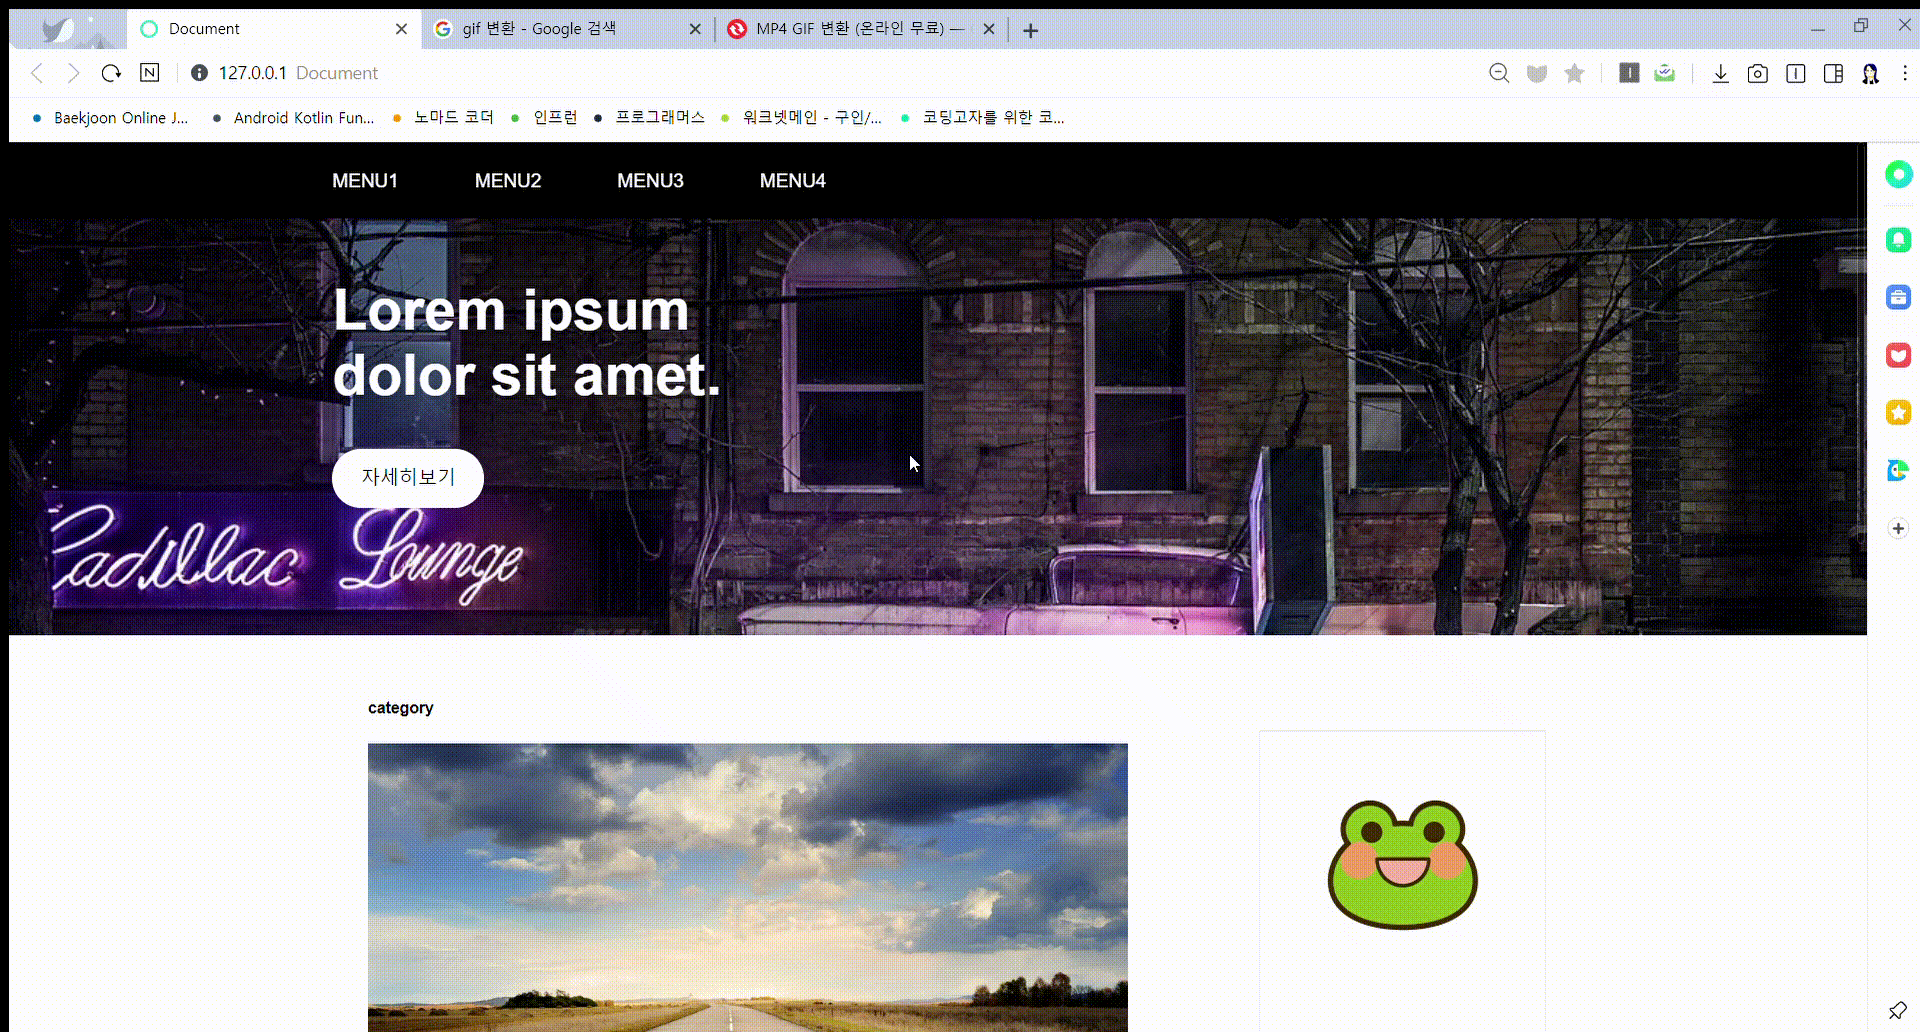 Document
gif 변환 - Google 검색
MP4 GIF 변환 (온라인 무료) —
N
127.0.0.1 Document
Baekjoon Online J...
Android Kotlin Fun...
노마드 코더
인프런
프로그래머스
워크넷메인 - 구인/...
코딩고자를 위한 코...
MENU1
MENU2
MENU3
MENU4
Lorem ipsum
dolor sit amet.
자세히보기
Cadillac Lounge
category